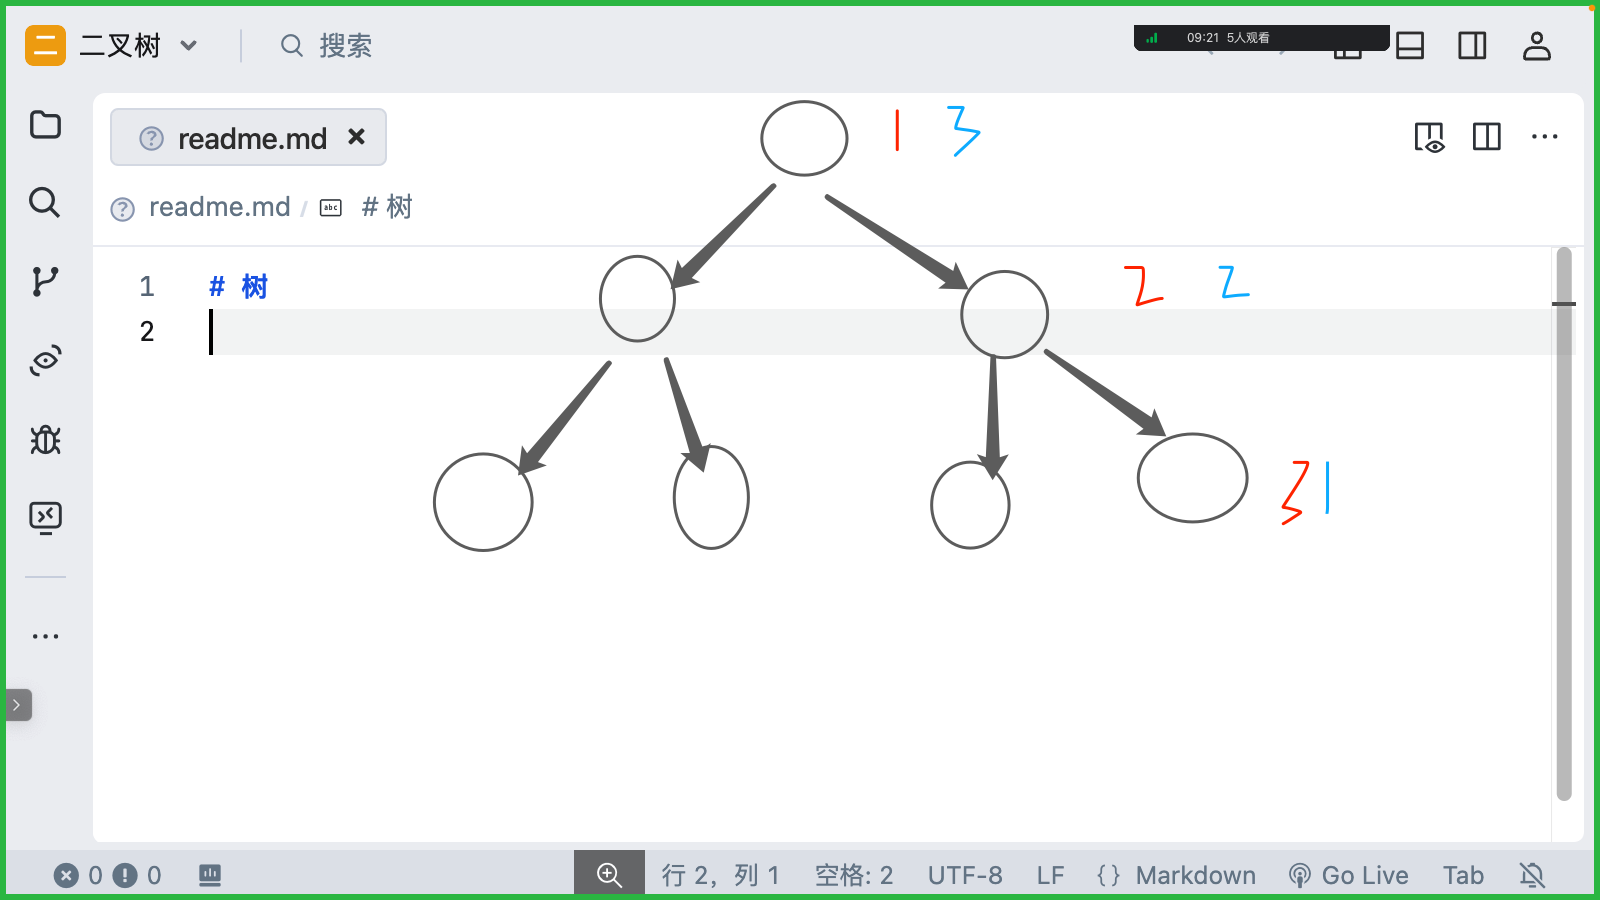 二 二叉树 搜索
09:21 5人观看
readme.md
1 3
readme.md / abc # 树
1 # 树
2
2 2
3 1
0 0 行 2，列 1 空格: 2 UTF-8 LF {} Markdown Go Live Tab